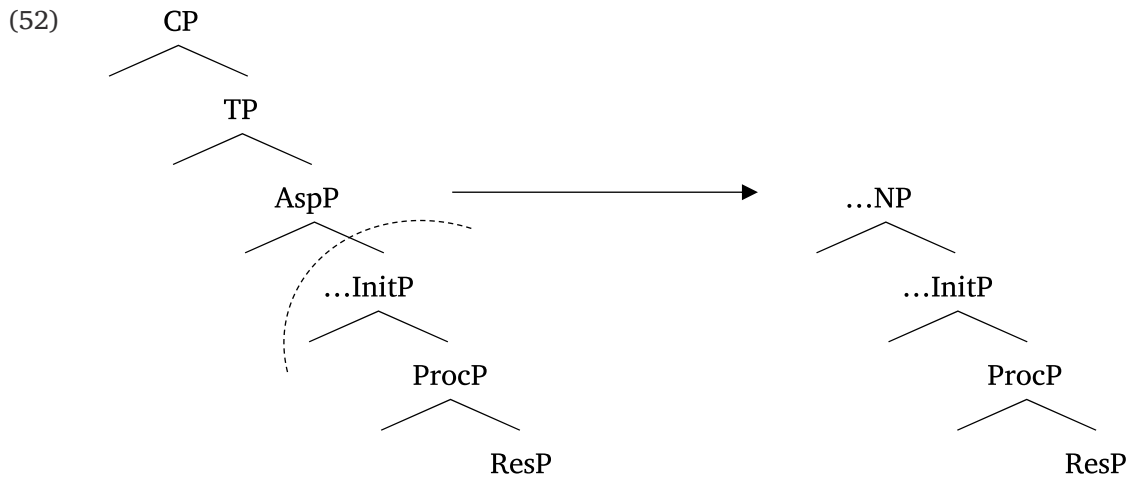 (52) CP
TP
AspP …NP
…InitP …InitP
ProcP ProcP
ResP ResP